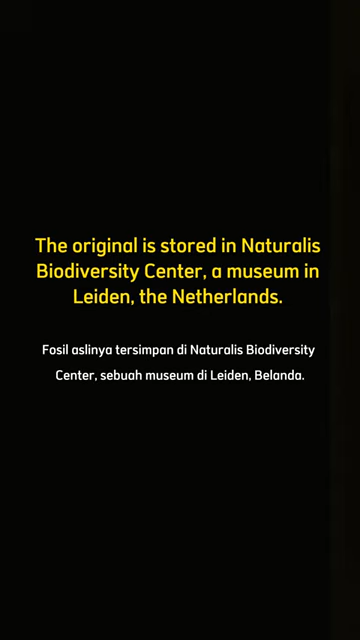 The original is stored in Naturalis
Biodiversity Center, a museum in
Leiden, the Netherlands.
Fosil aslinya tersimpan di Naturalis Biodiversity
Center, sebuah museum di Leiden, Belanda.